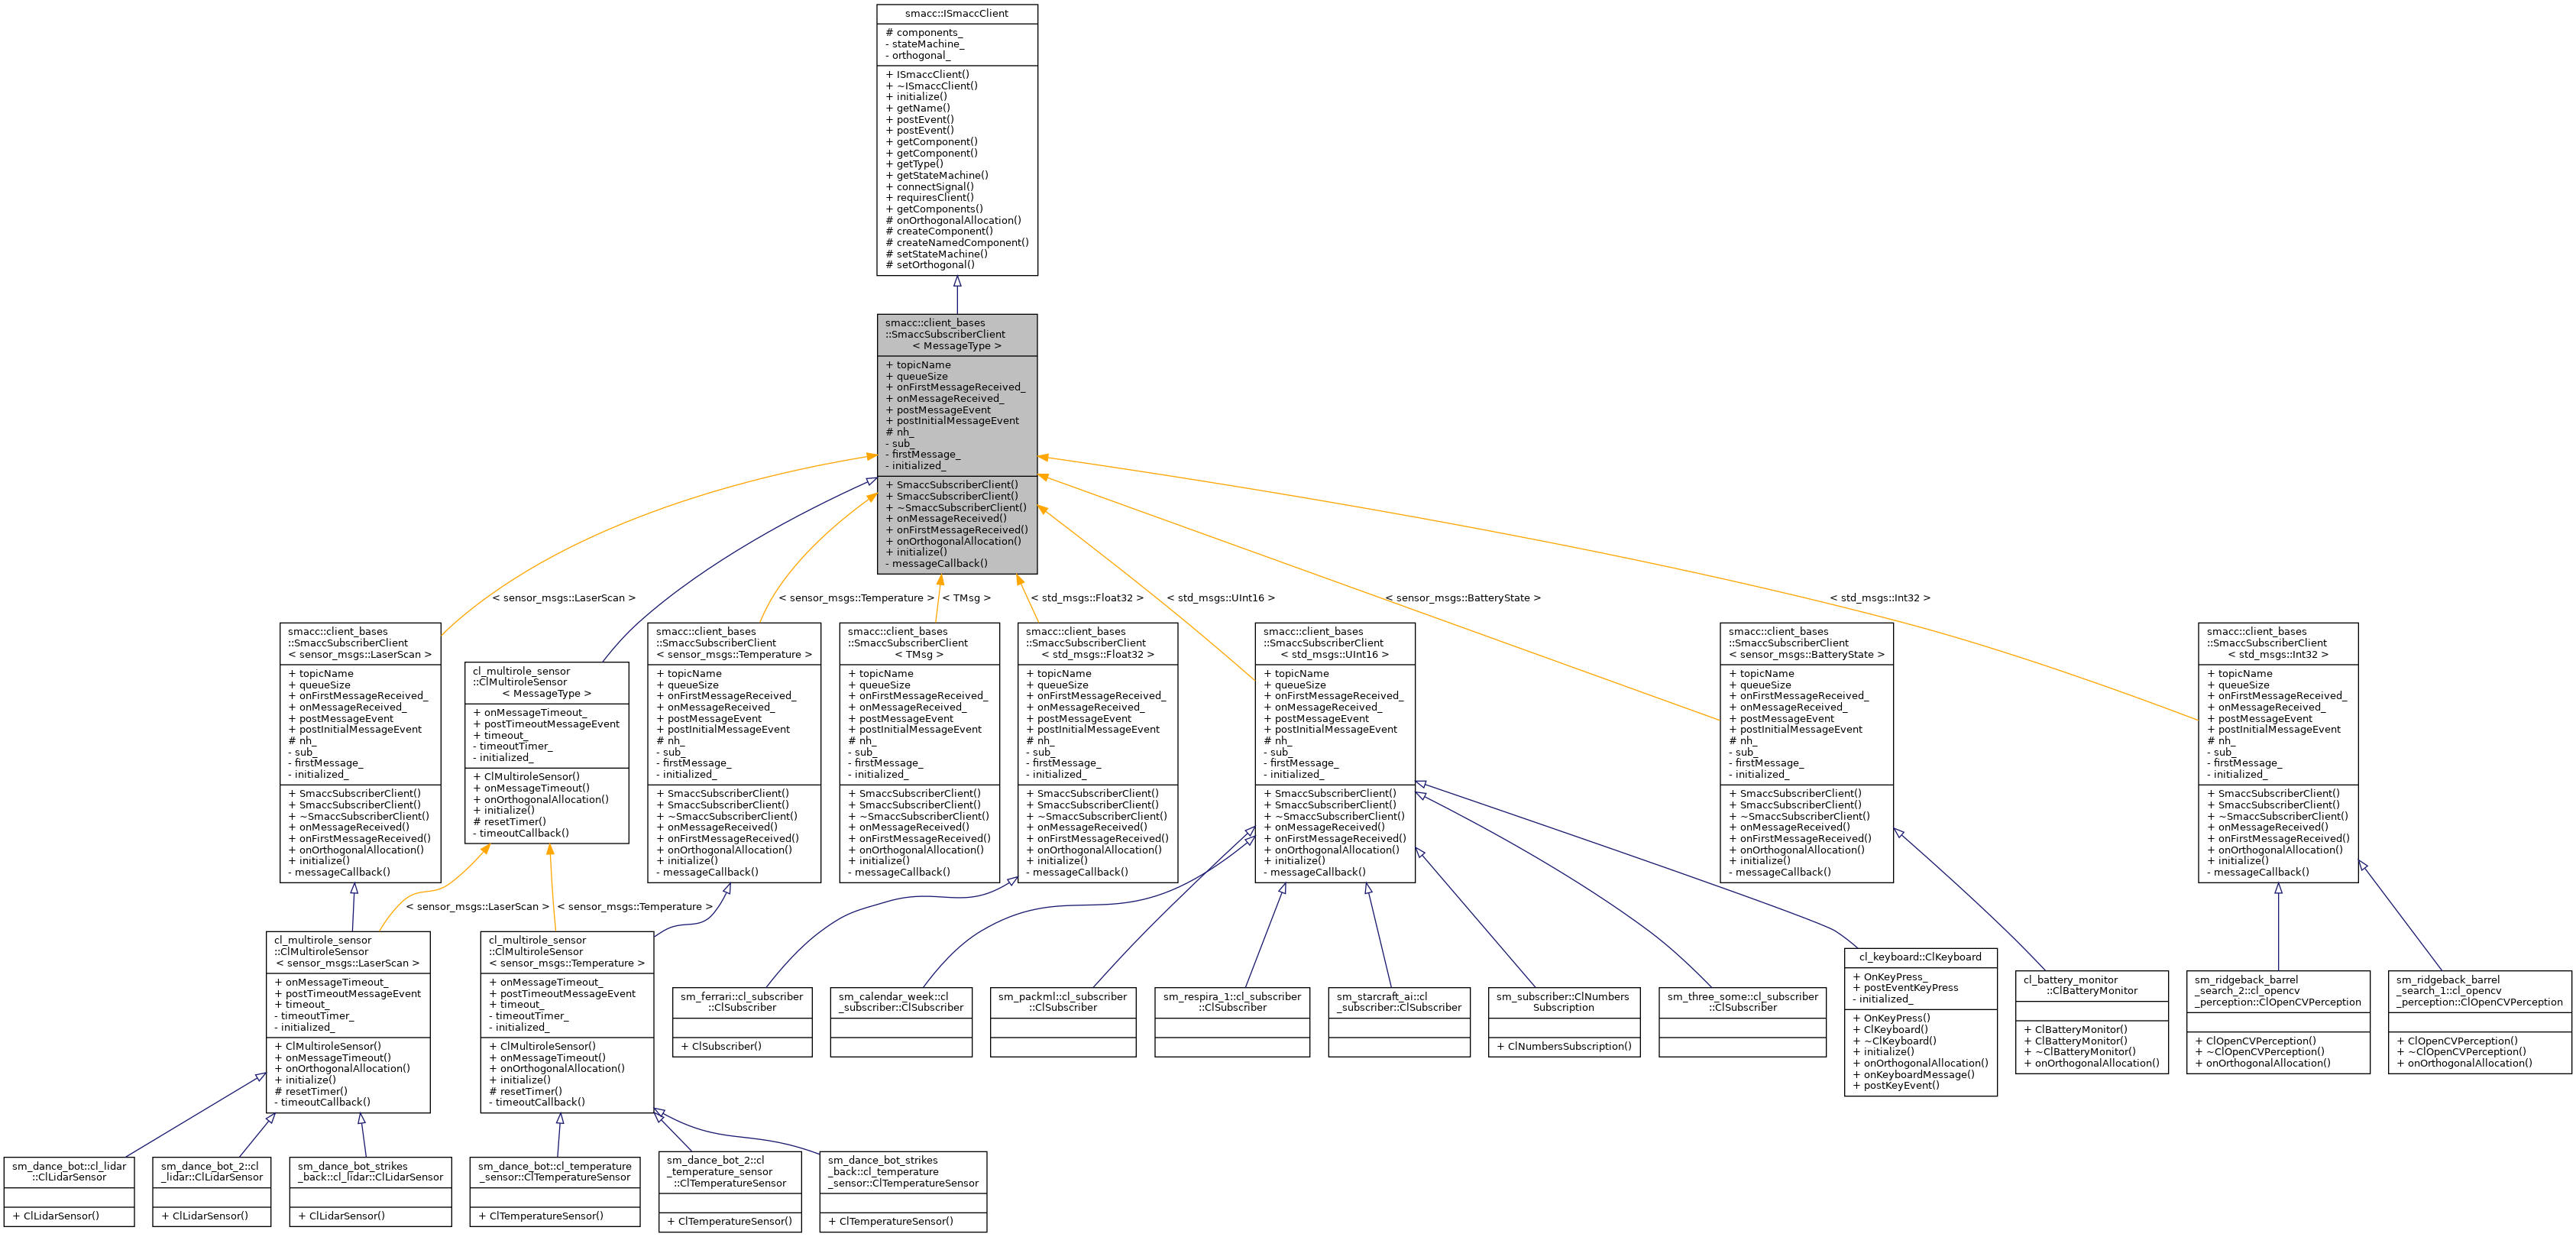 smacc::ISmaccClient
# components_
- stateMachine_
- orthogonal_
+ ISmaccClient()
+ ~ISmaccClient()
+ initialize()
+ getName()
+ postEvent()
+ postEvent()
+ getComponent()
+ getComponent()
+ getType()
+ getStateMachine()
+ connectSignal()
+ requiresClient()
+ getComponents()
# onOrthogonalAllocation()
# createComponent()
# createNamedComponent()
# setStateMachine()
# setOrthogonal()
smacc::client_bases
::SmaccSubscriberClient
< MessageType >
+ topicName
+ queueSize
+ onFirstMessageReceived_
+ onMessageReceived_
+ postMessageEvent
+ postInitialMessageEvent
# nh_
- sub_
- firstMessage_
- initialized_
+ SmaccSubscriberClient()
+ SmaccSubscriberClient()
+ ~SmaccSubscriberClient()
+ onMessageReceived()
+ onFirstMessageReceived()
+ onOrthogonalAllocation()
+ initialize()
- messageCallback()
< sensor_msgs::LaserScan >
< sensor_msgs::Temperature >
< TMsg >
< std_msgs::Float32 >
< std_msgs::UInt16 >
< sensor_msgs::BatteryState >
< std_msgs::Int32 >
smacc::client_bases
::SmaccSubscriberClient
< sensor_msgs::LaserScan >
+ topicName
+ queueSize
+ onFirstMessageReceived_
+ onMessageReceived_
+ postMessageEvent
+ postInitialMessageEvent
# nh_
- sub_
- firstMessage_
- initialized_
+ SmaccSubscriberClient()
+ SmaccSubscriberClient()
+ ~SmaccSubscriberClient()
+ onMessageReceived()
+ onFirstMessageReceived()
+ onOrthogonalAllocation()
+ initialize()
- messageCallback()
cl_multirole_sensor
::ClMultiroleSensor
< MessageType >
+ onMessageTimeout_
+ postTimeoutMessageEvent
+ timeout_
- timeoutTimer_
- initialized_
+ ClMultiroleSensor()
+ onMessageTimeout()
+ onOrthogonalAllocation()
+ initialize()
# resetTimer()
- timeoutCallback()
smacc::client_bases
::SmaccSubscriberClient
< sensor_msgs::Temperature >
+ topicName
+ queueSize
+ onFirstMessageReceived_
+ onMessageReceived_
+ postMessageEvent
+ postInitialMessageEvent
# nh_
- sub_
- firstMessage_
- initialized_
+ SmaccSubscriberClient()
+ SmaccSubscriberClient()
+ ~SmaccSubscriberClient()
+ onMessageReceived()
+ onFirstMessageReceived()
+ onOrthogonalAllocation()
+ initialize()
- messageCallback()
smacc::client_bases
::SmaccSubscriberClient
< TMsg >
+ topicName
+ queueSize
+ onFirstMessageReceived_
+ onMessageReceived_
+ postMessageEvent
+ postInitialMessageEvent
# nh_
- sub_
- firstMessage_
- initialized_
+ SmaccSubscriberClient()
+ SmaccSubscriberClient()
+ ~SmaccSubscriberClient()
+ onMessageReceived()
+ onFirstMessageReceived()
+ onOrthogonalAllocation()
+ initialize()
- messageCallback()
smacc::client_bases
::SmaccSubscriberClient
< std_msgs::Float32 >
+ topicName
+ queueSize
+ onFirstMessageReceived_
+ onMessageReceived_
+ postMessageEvent
+ postInitialMessageEvent
# nh_
- sub_
- firstMessage_
- initialized_
+ SmaccSubscriberClient()
+ SmaccSubscriberClient()
+ ~SmaccSubscriberClient()
+ onMessageReceived()
+ onFirstMessageReceived()
+ onOrthogonalAllocation()
+ initialize()
- messageCallback()
smacc::client_bases
::SmaccSubscriberClient
< std_msgs::UInt16 >
+ topicName
+ queueSize
+ onFirstMessageReceived_
+ onMessageReceived_
+ postMessageEvent
+ postInitialMessageEvent
# nh_
- sub_
- firstMessage_
- initialized_
+ SmaccSubscriberClient()
+ SmaccSubscriberClient()
+ ~SmaccSubscriberClient()
+ onMessageReceived()
+ onFirstMessageReceived()
+ onOrthogonalAllocation()
+ initialize()
- messageCallback()
smacc::client_bases
::SmaccSubscriberClient
< sensor_msgs::BatteryState >
+ topicName
+ queueSize
+ onFirstMessageReceived_
+ onMessageReceived_
+ postMessageEvent
+ postInitialMessageEvent
# nh_
- sub_
- firstMessage_
- initialized_
+ SmaccSubscriberClient()
+ SmaccSubscriberClient()
+ ~SmaccSubscriberClient()
+ onMessageReceived()
+ onFirstMessageReceived()
+ onOrthogonalAllocation()
+ initialize()
- messageCallback()
smacc::client_bases
::SmaccSubscriberClient
< std_msgs::Int32 >
+ topicName
+ queueSize
+ onFirstMessageReceived_
+ onMessageReceived_
+ postMessageEvent
+ postInitialMessageEvent
# nh_
- sub_
- firstMessage_
- initialized_
+ SmaccSubscriberClient()
+ SmaccSubscriberClient()
+ ~SmaccSubscriberClient()
+ onMessageReceived()
+ onFirstMessageReceived()
+ onOrthogonalAllocation()
+ initialize()
- messageCallback()
< sensor_msgs::LaserScan >
< sensor_msgs::Temperature >
cl_multirole_sensor
::ClMultiroleSensor
< sensor_msgs::LaserScan >
+ onMessageTimeout_
+ postTimeoutMessageEvent
+ timeout_
- timeoutTimer_
- initialized_
+ ClMultiroleSensor()
+ onMessageTimeout()
+ onOrthogonalAllocation()
+ initialize()
# resetTimer()
- timeoutCallback()
cl_multirole_sensor
::ClMultiroleSensor
< sensor_msgs::Temperature >
+ onMessageTimeout_
+ postTimeoutMessageEvent
+ timeout_
- timeoutTimer_
- initialized_
+ ClMultiroleSensor()
+ onMessageTimeout()
+ onOrthogonalAllocation()
+ initialize()
# resetTimer()
- timeoutCallback()
sm_ferrari::cl_subscriber
::ClSubscriber
+ ClSubscriber()
sm_calendar_week::cl
_subscriber::ClSubscriber
sm_packml::cl_subscriber
::ClSubscriber
sm_respira_1::cl_subscriber
::ClSubscriber
sm_starcraft_ai::cl
_subscriber::ClSubscriber
sm_subscriber::ClNumbers
Subscription
+ ClNumbersSubscription()
sm_three_some::cl_subscriber
::ClSubscriber
cl_keyboard::ClKeyboard
+ OnKeyPress_
+ postEventKeyPress
- initialized_
+ OnKeyPress()
+ ClKeyboard()
+ ~ClKeyboard()
+ initialize()
+ onOrthogonalAllocation()
+ onKeyboardMessage()
+ postKeyEvent()
cl_battery_monitor
::ClBatteryMonitor
+ ClBatteryMonitor()
+ ClBatteryMonitor()
+ ~ClBatteryMonitor()
+ onOrthogonalAllocation()
sm_ridgeback_barrel
_search_2::cl_opencv
_perception::ClOpenCVPerception
+ ClOpenCVPerception()
+ ~ClOpenCVPerception()
+ onOrthogonalAllocation()
sm_ridgeback_barrel
_search_1::cl_opencv
_perception::ClOpenCVPerception
+ ClOpenCVPerception()
+ ~ClOpenCVPerception()
+ onOrthogonalAllocation()
sm_dance_bot::cl_lidar
::ClLidarSensor
+ ClLidarSensor()
sm_dance_bot_2::cl
_lidar::ClLidarSensor
+ ClLidarSensor()
sm_dance_bot_strikes
_back::cl_lidar::ClLidarSensor
+ ClLidarSensor()
sm_dance_bot::cl_temperature
_sensor::ClTemperatureSensor
+ ClTemperatureSensor()
sm_dance_bot_2::cl
_temperature_sensor
::ClTemperatureSensor
+ ClTemperatureSensor()
sm_dance_bot_strikes
_back::cl_temperature
_sensor::ClTemperatureSensor
+ ClTemperatureSensor()